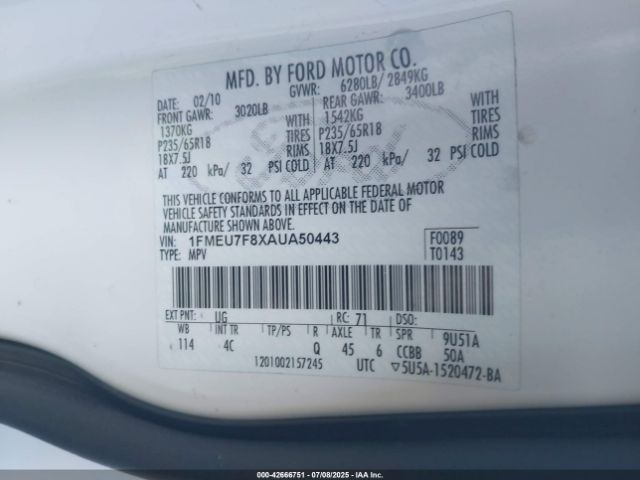 MFD. BY FORD MOTOR CO.
DATE: 02/10 GVWR: 6280LB/ 2849KG
FRONT GAWR: 3020LB REAR GAWR: 3400LB
1370KG WITH 1542KG WITH
P235/65R18 TIRES P235/65R18 TIRES
18X7.5J RIMS 18X7.5J RIMS
AT 220 kPa/ 32 PSI COLD AT 220 kPa/ 32 PSI COLD
THIS VEHICLE CONFORMS TO ALL APPLICABLE FEDERAL MOTOR
VEHICLE SAFETY STANDARDS IN EFFECT ON THE DATE OF
MANUFACTURE SHOWN ABOVE.
VIN: 1FMEU7F8XAUA50443 F0089
TYPE: MPV T0143
EXT PNT: UG RC: 71 DSO:
WB INT TR TP/PS R AXLE TR SPR 9U51A
114 4C Q 45 6 CCBB 50A
1201002157245 UTC ▽5U5A-1520472-BA
000-42666751 - 07/08/2025 - IAA Inc.